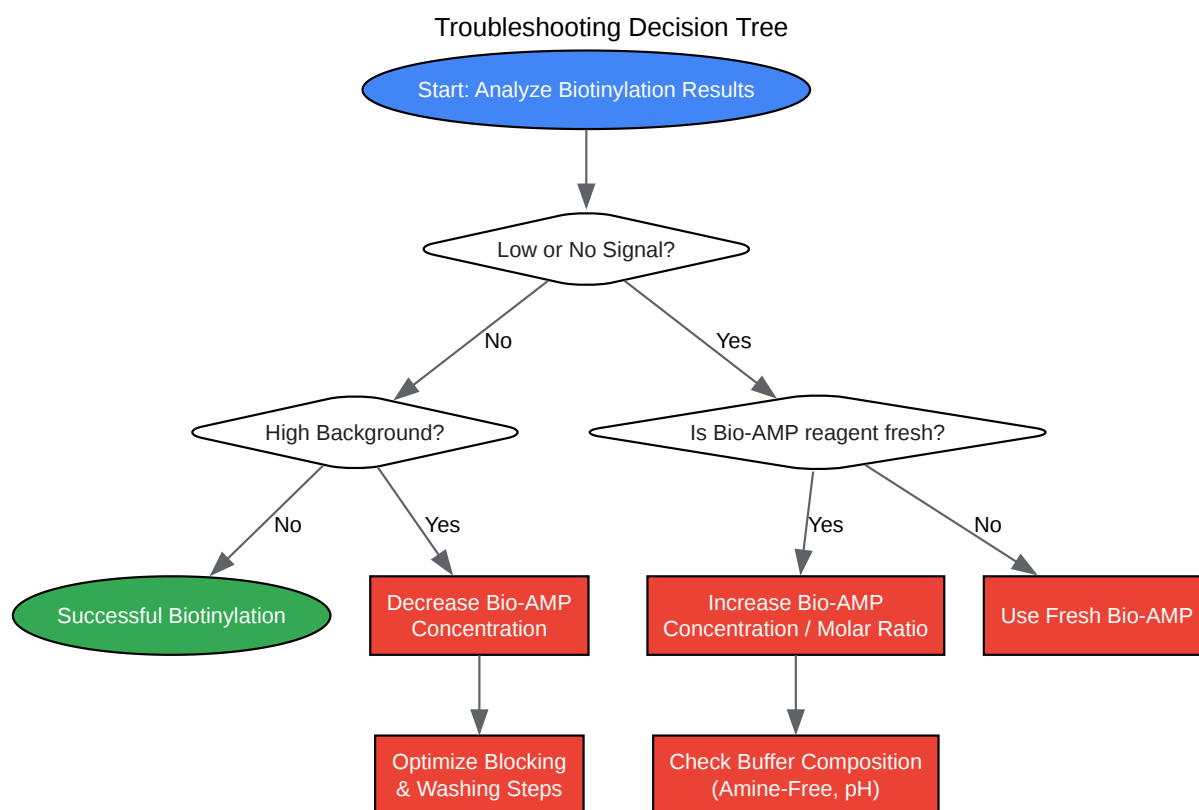 Troubleshooting Decision Tree
Start: Analyze Biotinylation Results
Low or No Signal?
No
Yes
High Background?
Is Bio-AMP reagent fresh?
No
Yes
Yes
No
Successful Biotinylation
Decrease Bio-AMP
Concentration
Increase Bio-AMP
Concentration / Molar Ratio
Use Fresh Bio-AMP
Optimize Blocking
& Washing Steps
Check Buffer Composition
(Amine-Free, pH)